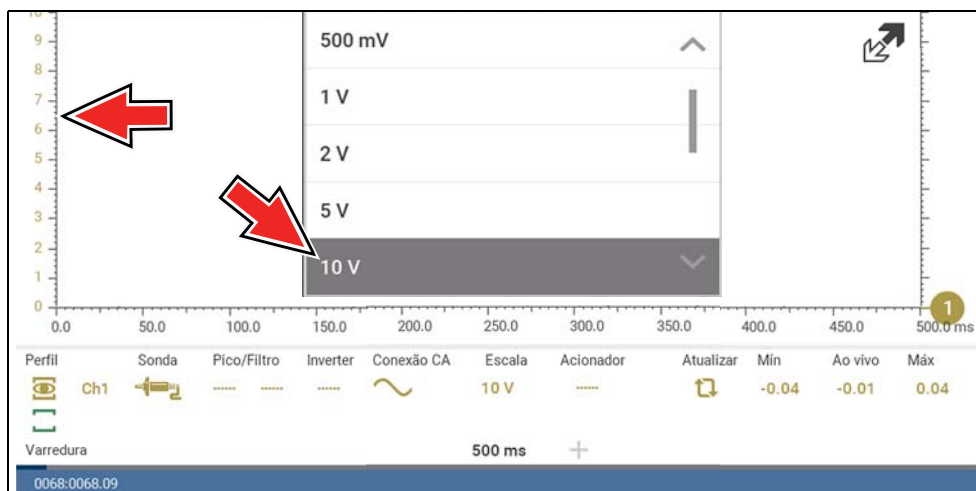 10
9
8
7
6
5
4
3
2
1
0
500 mV
1 V
2 V
5 V
10 V
1
0.0 50.0 100.0 150.0 200.0 250.0 300.0 350.0 400.0 450.0 500.0 ms
Perfil Sonda Pico/Filtro Inverter Conexão CA Escala Acionador Atualizar Mín Ao vivo Máx
Ch1 ----- ----- ----- 10 V ----- -0.04 -0.01 0.04
Varredura 500 ms +
0068:0068.09